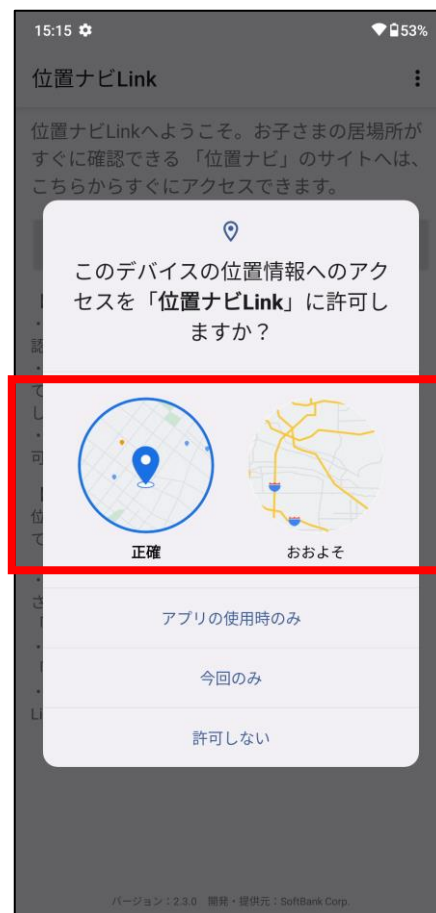 15:15
53%
位置ナビLink
位置ナビLinkへようこそ。お子さまの居場所が
すぐに確認できる「位置ナビ」のサイトへは、
こちらからすぐにアクセスできます。
このデバイスの位置情報へのアク
セスを「位置ナビLink」に許可し
ますか？
正確
おおよそ
アプリの使用時のみ
今回のみ
許可しない
バージョン：2.3.0 開発・提供元：SoftBank Corp.